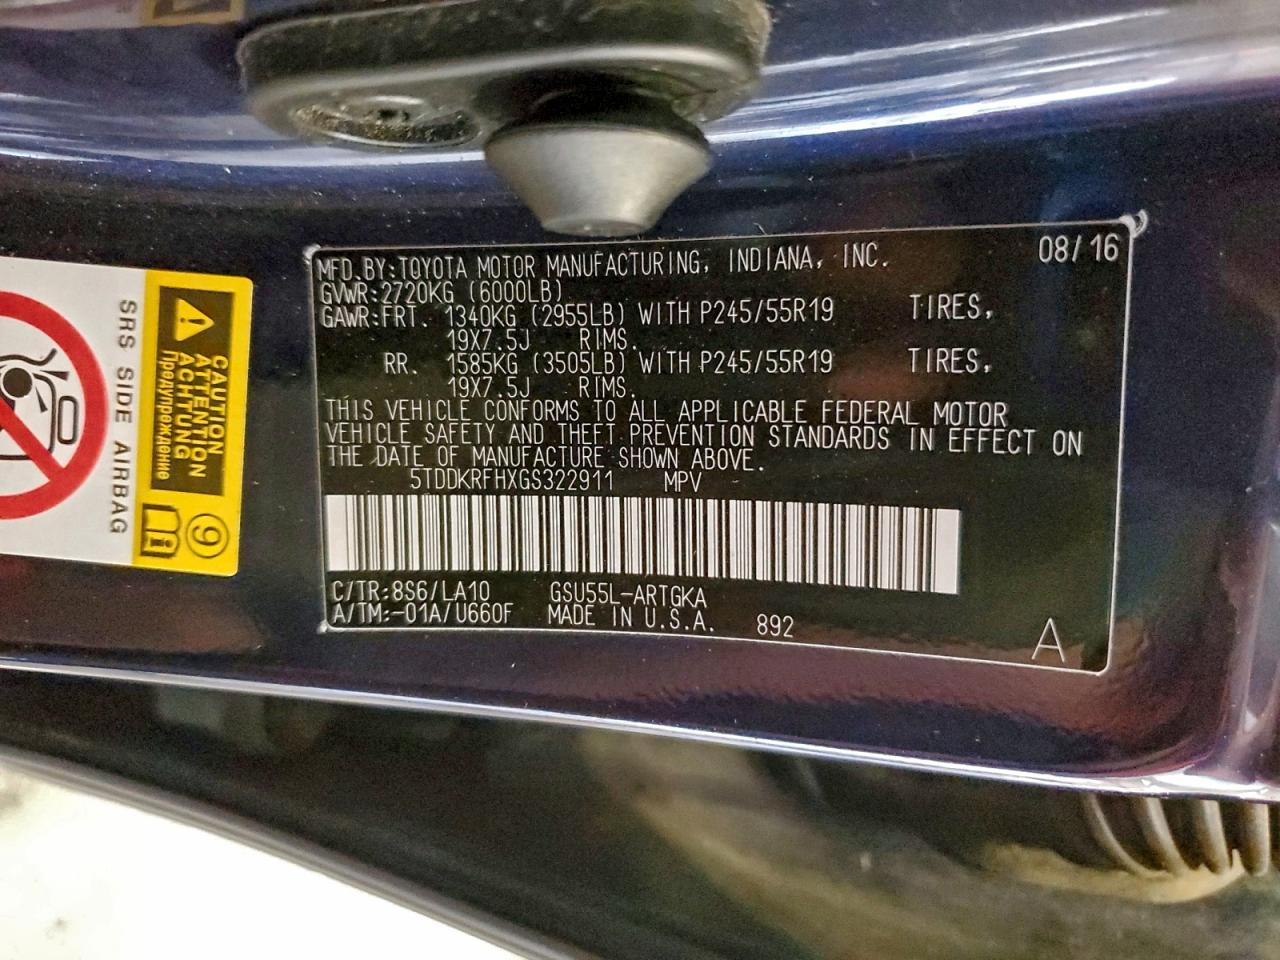 MFD.BY:TOYOTA MOTOR MANUFACTURING, INDIANA, INC. 08/16
GVWR:2720KG (6000LB)
GAWR:FRT. 1340KG (2955LB) WITH P245/55R19 TIRES,
19X7.5J RIMS.
RR. 1585KG (3505LB) WITH P245/55R19 TIRES,
19X7.5J RIMS.
THIS VEHICLE CONFORMS TO ALL APPLICABLE FEDERAL MOTOR
VEHICLE SAFETY AND THEFT PREVENTION STANDARDS IN EFFECT ON
THE DATE OF MANUFACTURE SHOWN ABOVE.
5TDDKRFHXGS322911 MPV
C/TR:8S6/LA10 GSU55L-ARTGKA
A/TM:-01A/U660F MADE IN U.S.A. 892 A
CAUTION
ATTENTION
ACHTUNG
Предупреждение
SRS SIDE AIRBAG
9